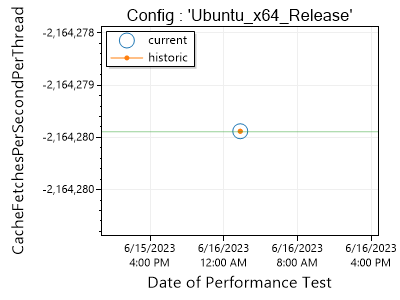 Config : 'Ubuntu_x64_Release'
CacheFetchesPerSecondPerThread
-2,164,278
-2,164,279
-2,164,280
-2,164,280
current
historic
6/15/2023 6/16/2023 6/16/2023 6/16/2023
4:00 PM 12:00 AM 8:00 AM 4:00 PM
Date of Performance Test